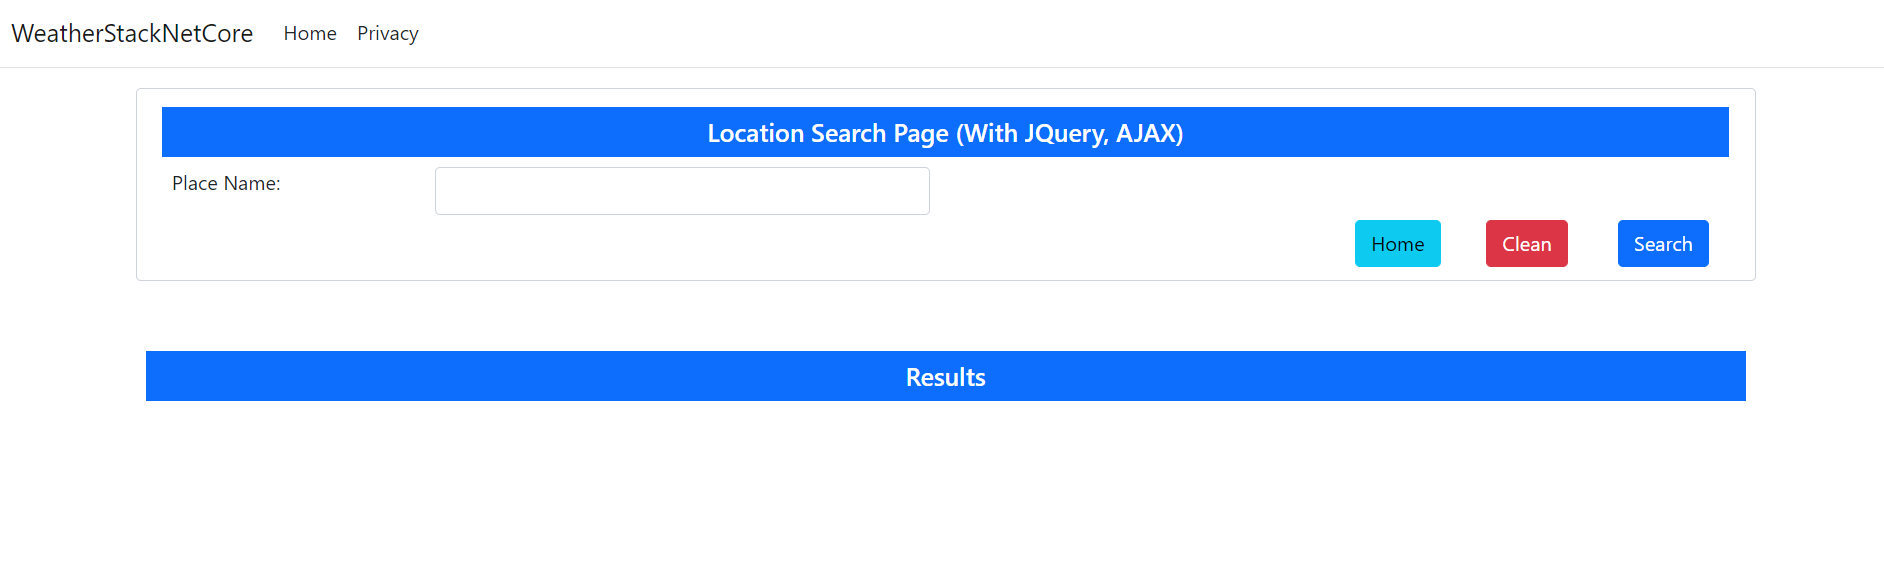 WeatherStackNetCore Home Privacy
Location Search Page (With JQuery, AJAX)
Place Name:
Home Clean Search
Results